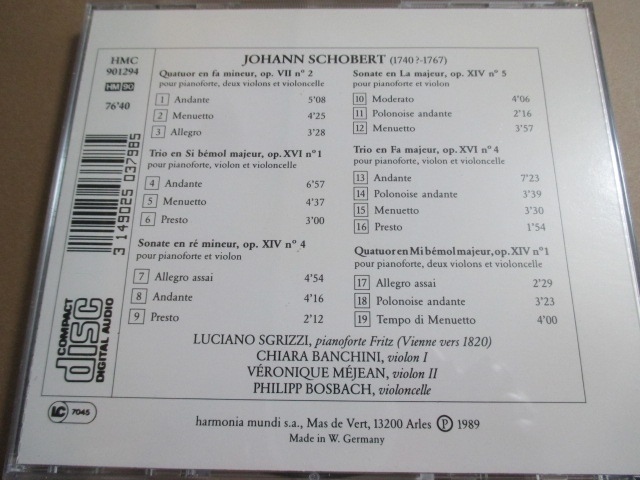 HMC
901294
HM 90
76'40
JOHANN SCHOBERT (1740?-1767)
Quatuor en fa mineur, op. VII nº 2
pour pianoforte, deux violons et violoncelle
1 Andante 5'08
2 Menuetto 4'25
3 Allegro 3'28
Trio en Si bémol majeur, op. XVI nº 1
pour pianoforte, violon et violoncelle
4 Andante 6'57
5 Menuetto 4'37
6 Presto 3'00
Sonate en ré mineur, op. XIV nº 4
pour pianoforte et violon
7 Allegro assai 4'54
8 Andante 4'16
9 Presto 2'12
Sonate en La majeur, op. XIV nº 5
pour pianoforte et violon
10 Moderato 4'06
11 Polonoise andante 2'16
12 Menuetto 3'57
Trio en Fa majeur, op. XVI nº 4
pour pianoforte, violon et violoncelle
13 Andante 7'23
14 Polonoise andante 3'39
15 Menuetto 3'30
16 Presto 1'54
Quatuor en Mi bémol majeur, op. XIV nº 1
pour pianoforte, deux violons et violoncelle
17 Allegro assai 2'29
18 Polonoise andante 3'23
19 Tempo di Menuetto 4'00
LUCIANO SGRIZZI, pianoforte Fritz (Vienne vers 1820)
CHIARA BANCHINI, violon I
VÉRONIQUE MÉJEAN, violon II
PHILIPP BOSBACH, violoncelle
3 149025 037985
COMPACT
disc
DIGITAL AUDIO
LC 7045
harmonia mundi s.a., Mas de Vert, 13200 Arles Ⓟ 1989
Made in W. Germany